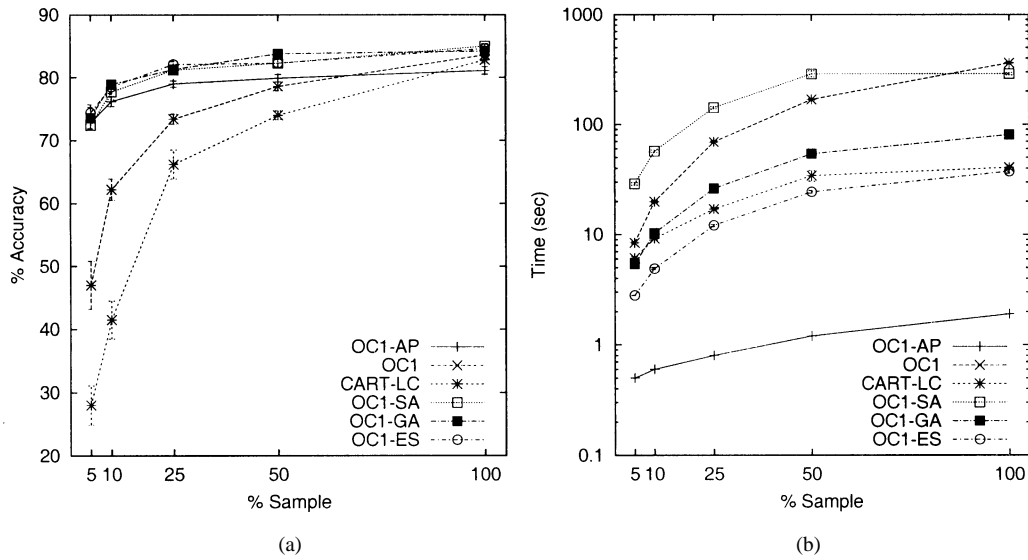 90
80
70
60
50
40
30
20
% Accuracy
OC1-AP
OC1
CART-LC
OC1-SA
OC1-GA
OC1-ES
5 10 25 50 100
% Sample
(a)
1000
100
10
1
0.1
Time (sec)
OC1-AP
OC1
CART-LC
OC1-SA
OC1-GA
OC1-ES
5 10 25 50 100
% Sample
(b)